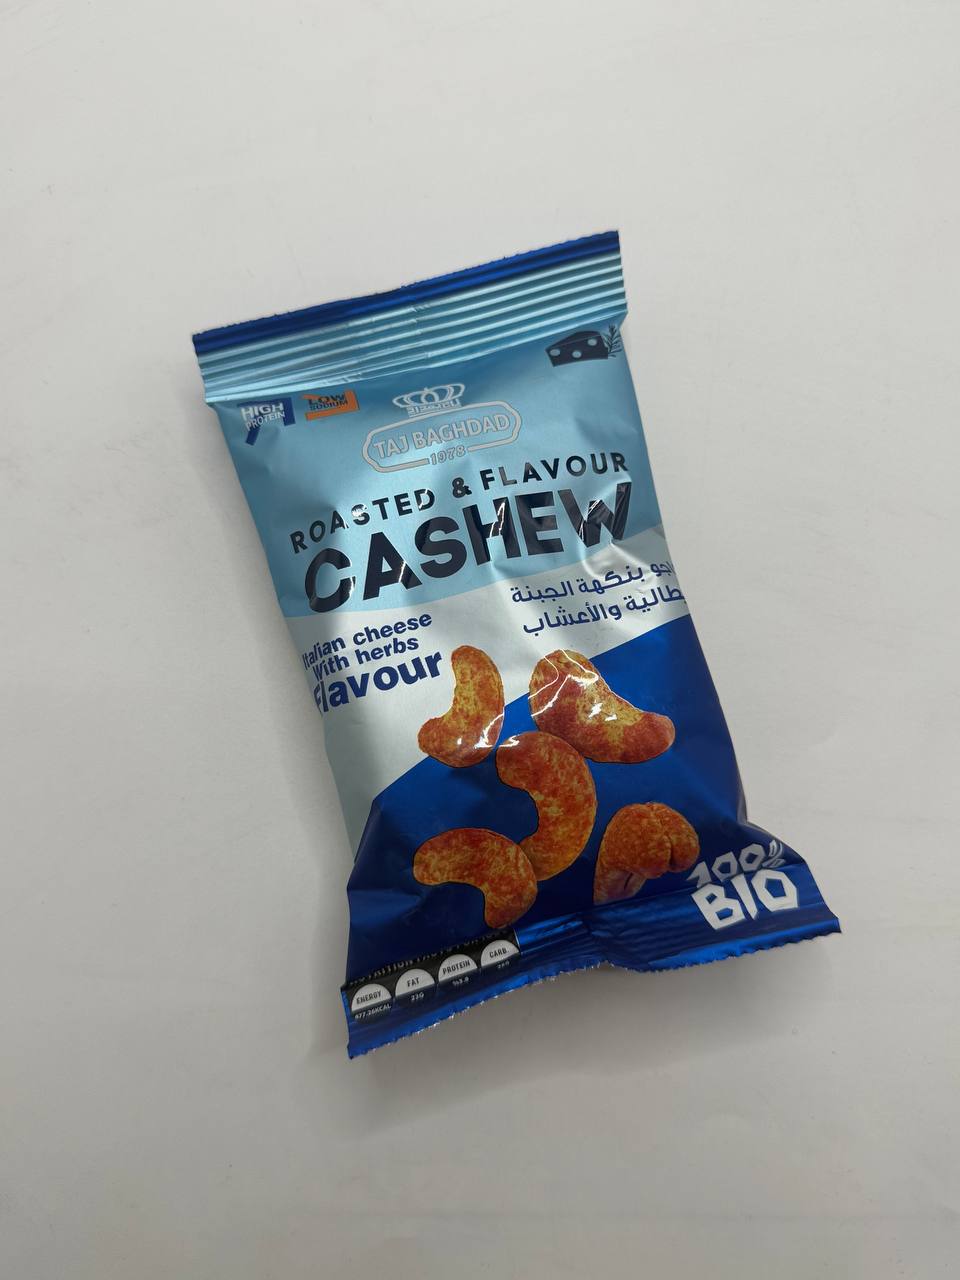 HIGH
PROTEIN
LOW
SODIUM
TAJ BAGHDAD
1978
ROASTED & FLAVOUR
CASHEW
بنكهة الجبنة
والأعشاب
Italian cheese
With herbs
Flavour
100%
BIO
ENERGY
FAT
PROTEIN
CARB.
23G